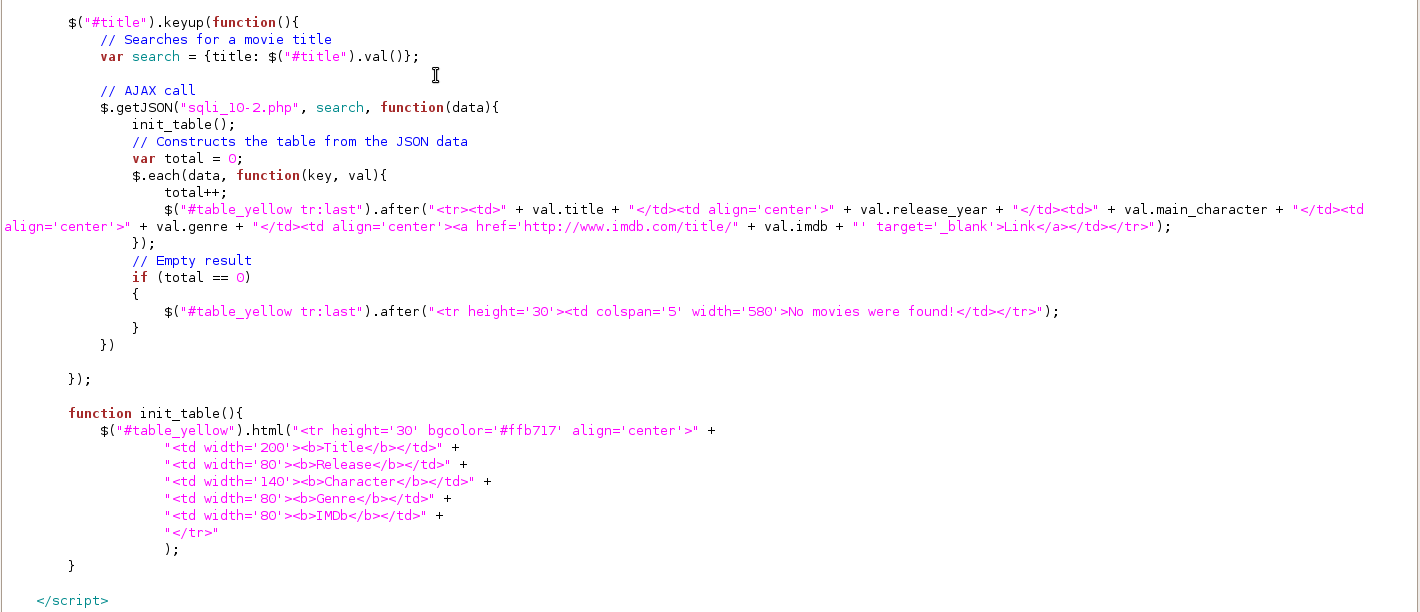 $("#title").keyup(function(){
// Searches for a movie title
var search = {title: $("#title").val()};
// AJAX call
$.getJSON("sqli_10-2.php", search, function(data){
init_table();
// Constructs the table from the JSON data
var total = 0;
$.each(data, function(key, val){
total++;
$("#table_yellow tr:last").after("<tr><td>" + val.title + "</td><td align='center'>" + val.release_year + "</td><td>" + val.main_character + "</td><td
align='center'>" + val.genre + "</td><td align='center'><a href='http://www.imdb.com/title/" + val.imdb + "' target='_blank'>Link</a></td></tr>");
});
// Empty result
if (total == 0)
{
$("#table_yellow tr:last").after("<tr height='30'><td colspan='5' width='580'>No movies were found!</td></tr>");
}
})
});
function init_table(){
$("#table_yellow").html("<tr height='30' bgcolor='#ffb717' align='center'>" +
"<td width='200'><b>Title</b></td>" +
"<td width='80'><b>Release</b></td>" +
"<td width='140'><b>Character</b></td>" +
"<td width='80'><b>Genre</b></td>" +
"<td width='80'><b>IMDb</b></td>" +
"</tr>"
);
}
</script>